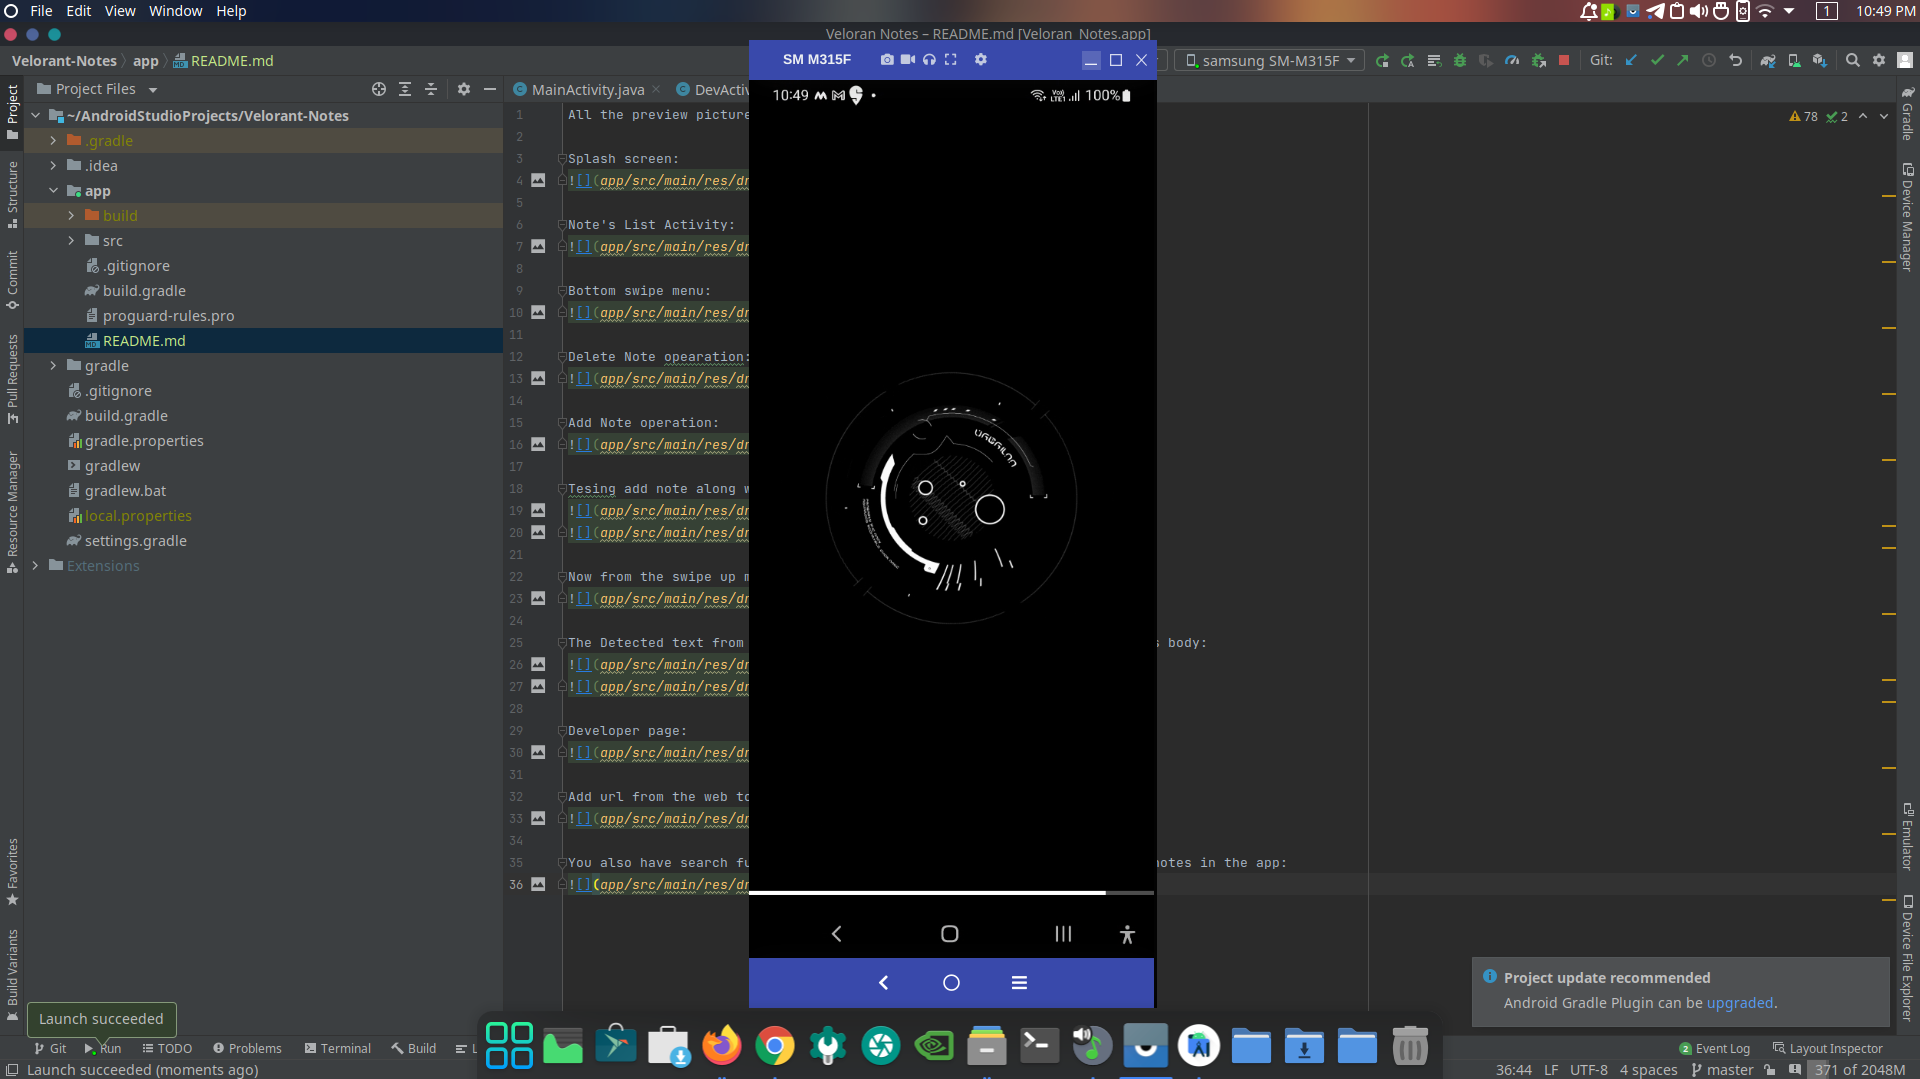 File Edit View Window Help
1 10:49 PM
Veloran Notes – README.md [Veloran_Notes.app]
Velorant-Notes app README.md
SM M315F
samsung SM-M315F
Git:
Project Files
MainActivity.java
DevActiv
10:49 100%
78 2
~/AndroidStudioProjects/Velorant-Notes
.gradle
.idea
app
build
src
.gitignore
build.gradle
proguard-rules.pro
README.md
gradle
.gitignore
build.gradle
gradle.properties
gradlew
gradlew.bat
local.properties
settings.gradle
Extensions
1 All the preview picture
2
3 Splash screen:
4 ![](app/src/main/res/dr
5
6 Note's List Activity:
7 ![](app/src/main/res/dr
8
9 Bottom swipe menu:
10 ![](app/src/main/res/dr
11
12 Delete Note opearation:
13 ![](app/src/main/res/dr
14
15 Add Note operation:
16 ![](app/src/main/res/dr
17
18 Tesing add note along w
19 ![](app/src/main/res/dr
20 ![](app/src/main/res/dr
21
22 Now from the swipe up m
23 ![](app/src/main/res/dr
24
25 The Detected text from s body:
26 ![](app/src/main/res/dr
27 ![](app/src/main/res/dr
28
29 Developer page:
30 ![](app/src/main/res/dr
31
32 Add url from the web to
33 ![](app/src/main/res/dr
34
35 You also have search fu notes in the app:
36 ![](app/src/main/res/dr
Project
Structure
Commit
Pull Requests
Resource Manager
Favorites
Build Variants
Gradle
Device Manager
Emulator
Device File Explorer
Project update recommended
Android Gradle Plugin can be upgraded.
Launch succeeded
Git Run TODO Problems Terminal Build L
2 Event Log Layout Inspector
Launch succeeded (moments ago)
36:44 LF UTF-8 4 spaces master 371 of 2048M